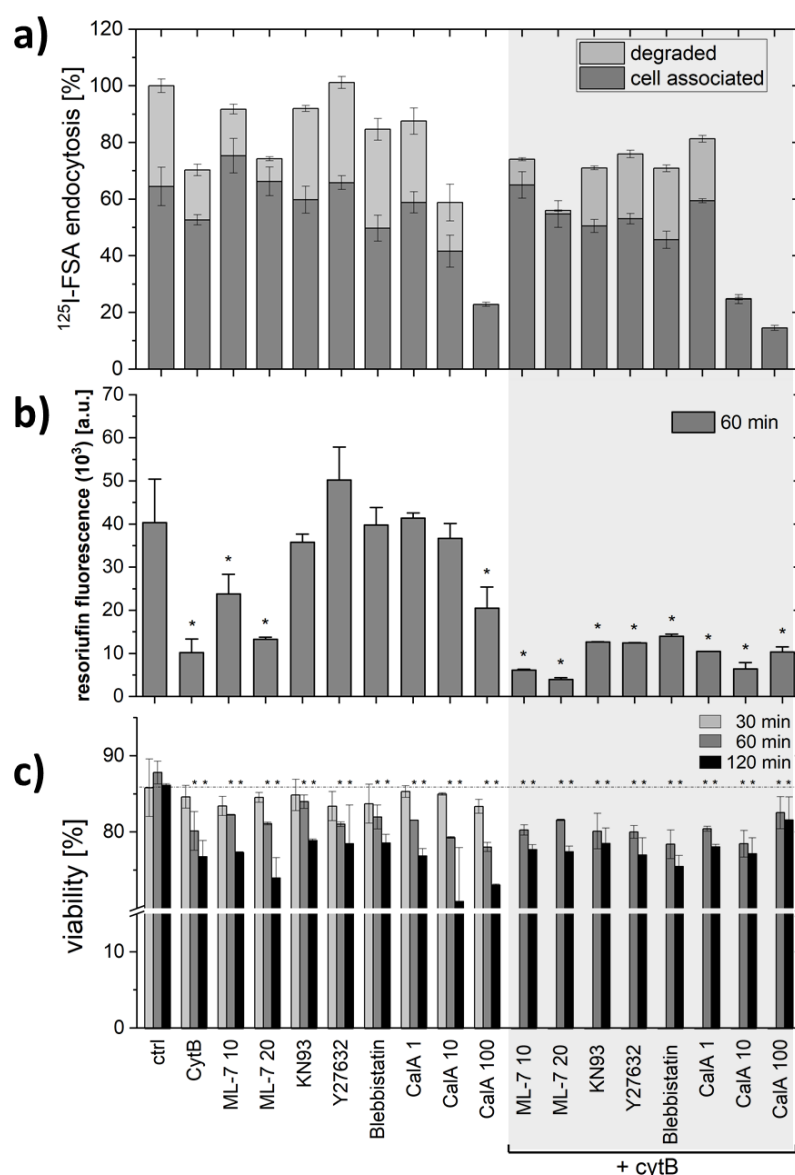 a)
120
100
80
60
40
20
0
¹²⁵I-FSA endocytosis [%]
degraded
cell associated
b)
70
60
50
40
30
20
10
0
resoriufin fluorescence (10³) [a.u.]
60 min
* * * * * * * * * * * *
c)
90
80
10
0
viability [%]
30 min
60 min
120 min
* * * * * * * * * * * * * * * * * * * * * * * * * * * * * * * * * *
ctrl
CytB
ML-7 10
ML-7 20
KN93
Y27632
Blebbistatin
CalA 1
CalA 10
CalA 100
ML-7 10
ML-7 20
KN93
Y27632
Blebbistatin
CalA 1
CalA 10
CalA 100
+ cytB